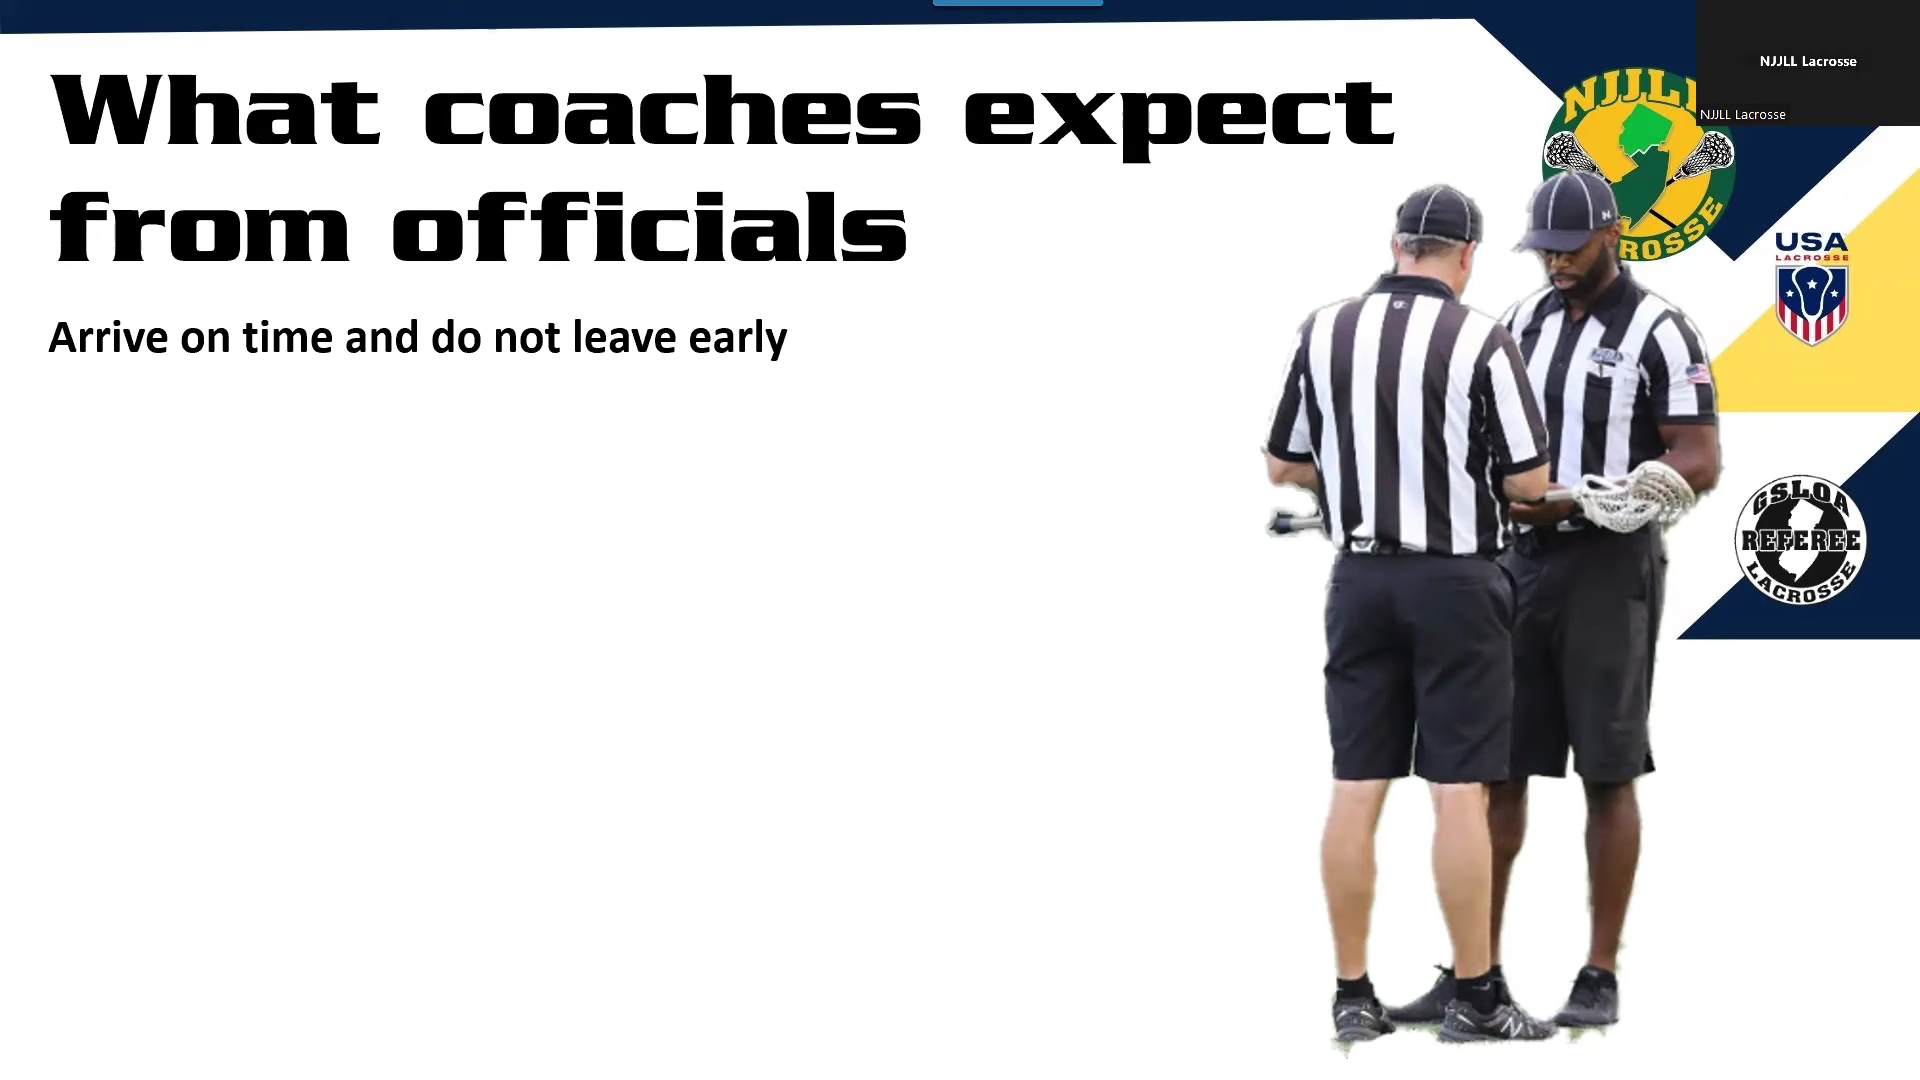 What coaches expect
from officials
Arrive on time and do not leave early
NJJLL Lacrosse
NJJLL Lacrosse
NJJLL
USA
LACROSSE
GSLOA
REFEREE
LACROSSE